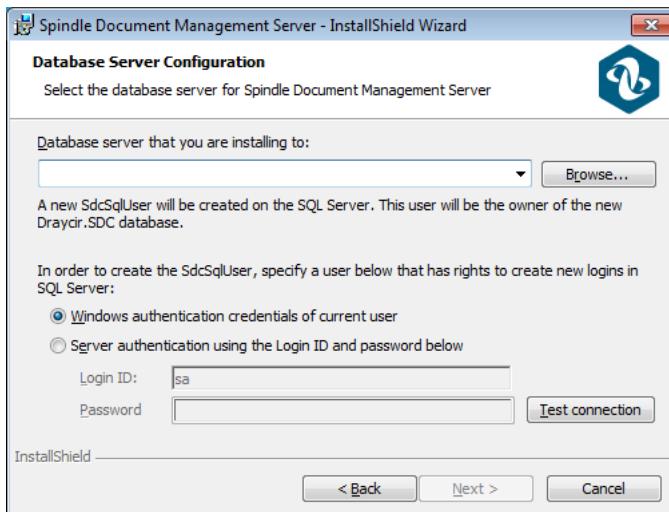 Spindle Document Management Server - InstallShield Wizard
Database Server Configuration
Select the database server for Spindle Document Management Server
Database server that you are installing to:
Browse...
A new SdcSqlUser will be created on the SQL Server. This user will be the owner of the new
Draycir.SDC database.
In order to create the SdcSqlUser, specify a user below that has rights to create new logins in
SQL Server:
Windows authentication credentials of current user
Server authentication using the Login ID and password below
Login ID:
sa
Password
Test connection
InstallShield
< Back
Next >
Cancel